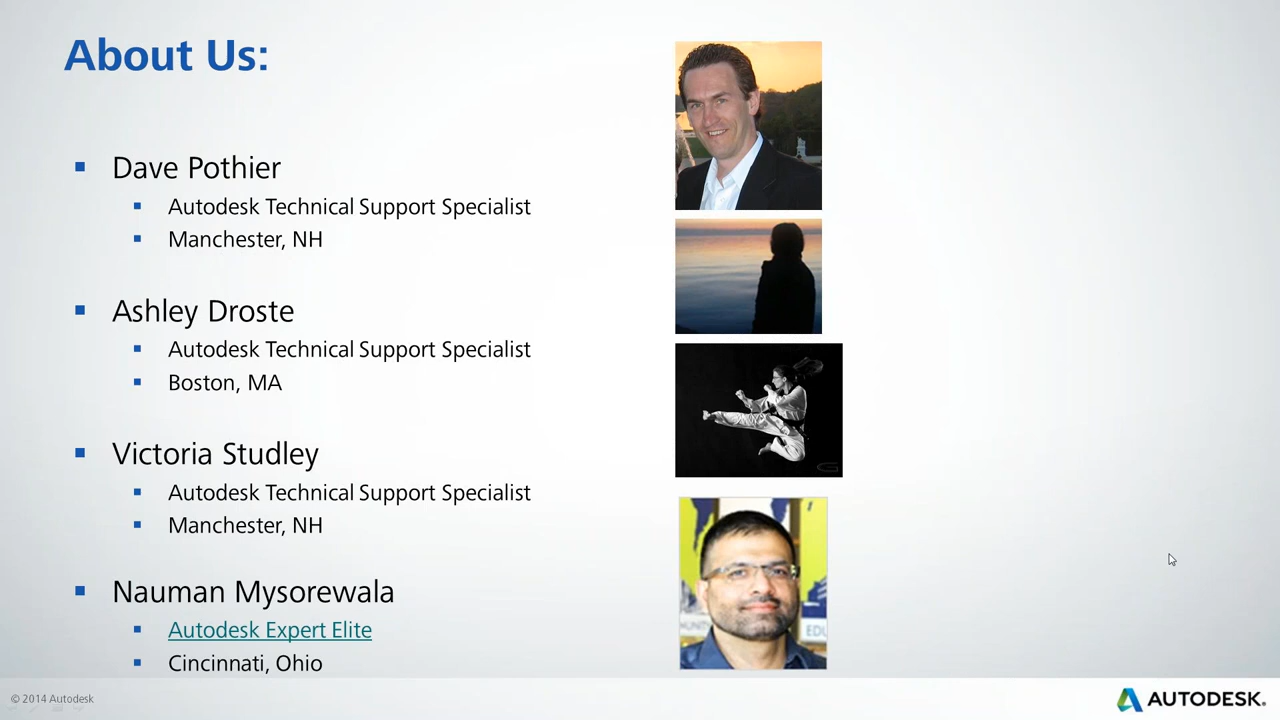 About Us:
▪ Dave Pothier
▪ Autodesk Technical Support Specialist
▪ Manchester, NH
▪ Ashley Droste
▪ Autodesk Technical Support Specialist
▪ Boston, MA
▪ Victoria Studley
▪ Autodesk Technical Support Specialist
▪ Manchester, NH
▪ Nauman Mysorewala
▪ Autodesk Expert Elite
▪ Cincinnati, Ohio
© 2014 Autodesk
AUTODESK.